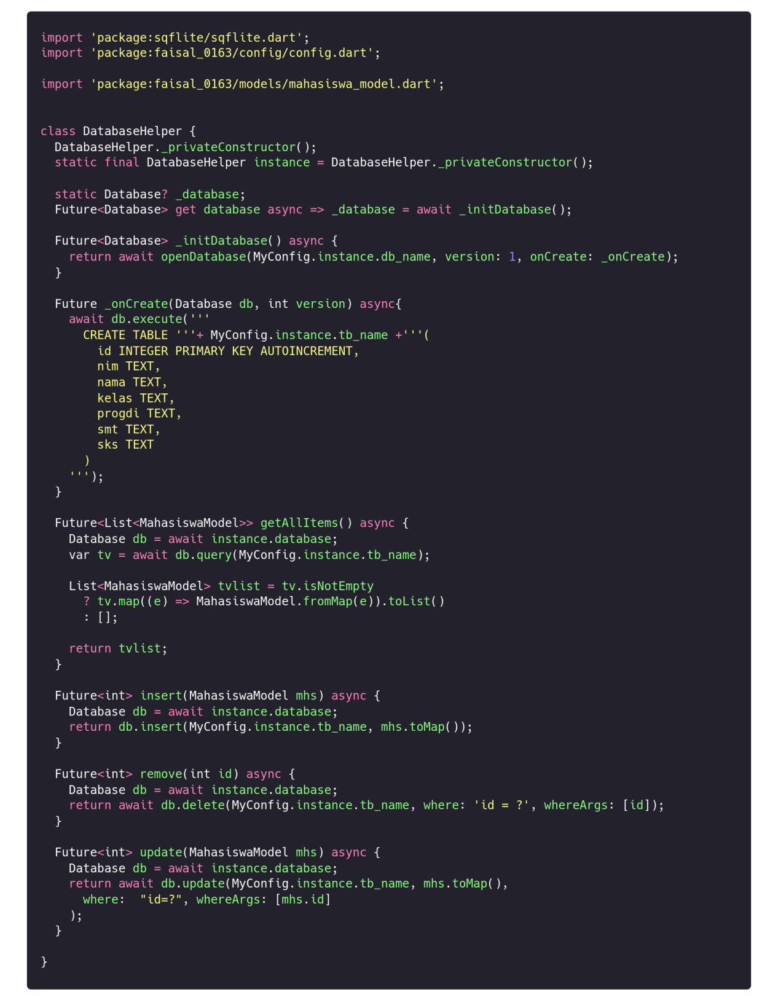 import 'package:sqflite/sqflite.dart';
import 'package:faisal_0163/config/config.dart';

import 'package:faisal_0163/models/mahasiswa_model.dart';


class DatabaseHelper {
  DatabaseHelper._privateConstructor();
  static final DatabaseHelper instance = DatabaseHelper._privateConstructor();

  static Database? _database;
  Future<Database> get database async => _database = await _initDatabase();

  Future<Database> _initDatabase() async {
    return await openDatabase(MyConfig.instance.db_name, version: 1, onCreate: _onCreate);
  }

  Future _onCreate(Database db, int version) async{
    await db.execute('''
      CREATE TABLE '''+ MyConfig.instance.tb_name +'''(
        id INTEGER PRIMARY KEY AUTOINCREMENT,
        nim TEXT,
        nama TEXT,
        kelas TEXT,
        progdi TEXT,
        smt TEXT,
        sks TEXT
      )
    ''');
  }

  Future<List<MahasiswaModel>> getAllItems() async {
    Database db = await instance.database;
    var tv = await db.query(MyConfig.instance.tb_name);

    List<MahasiswaModel> tvlist = tv.isNotEmpty
      ? tv.map((e) => MahasiswaModel.fromMap(e)).toList()
      : [];

    return tvlist;
  }

  Future<int> insert(MahasiswaModel mhs) async {
    Database db = await instance.database;
    return db.insert(MyConfig.instance.tb_name, mhs.toMap());
  }

  Future<int> remove(int id) async {
    Database db = await instance.database;
    return await db.delete(MyConfig.instance.tb_name, where: 'id = ?', whereArgs: [id]);
  }

  Future<int> update(MahasiswaModel mhs) async {
    Database db = await instance.database;
    return await db.update(MyConfig.instance.tb_name, mhs.toMap(),
      where:  "id=?", whereArgs: [mhs.id]
    );
  }

}